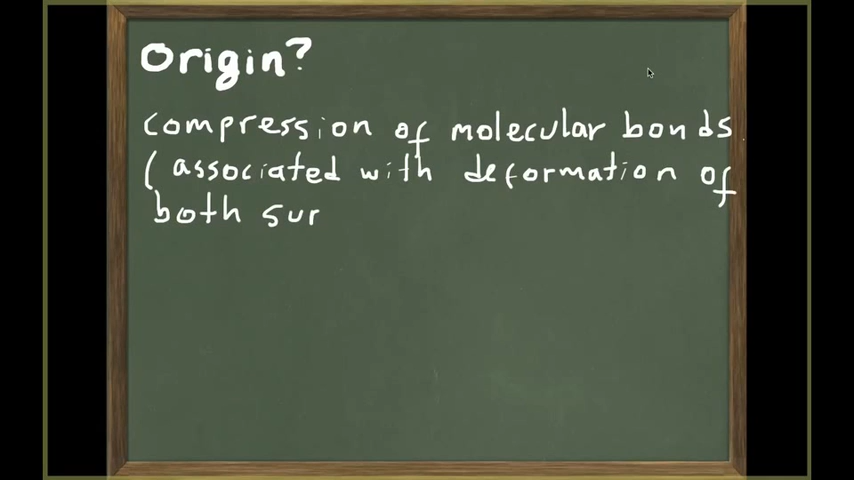 Origin?
compression of molecular bonds
(associated with deformation of
both sur